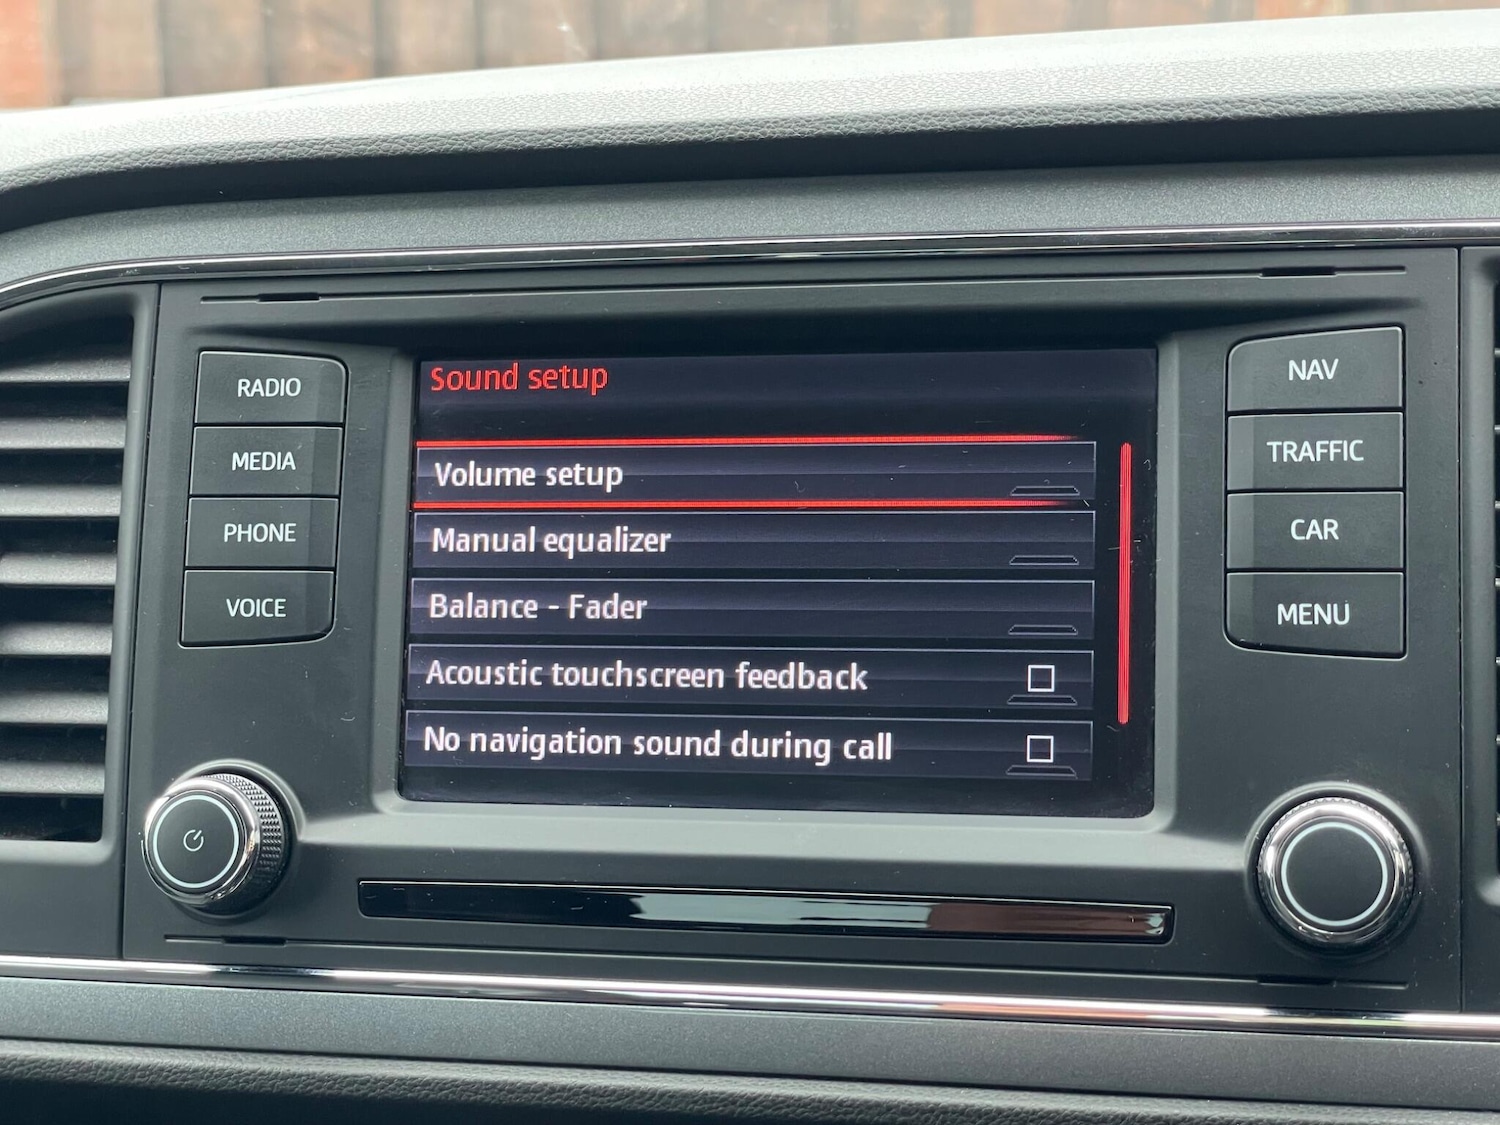 RADIO
MEDIA
PHONE
VOICE
Sound setup
Volume setup
Manual equalizer
Balance - Fader
Acoustic touchscreen feedback
No navigation sound during call
NAV
TRAFFIC
CAR
MENU